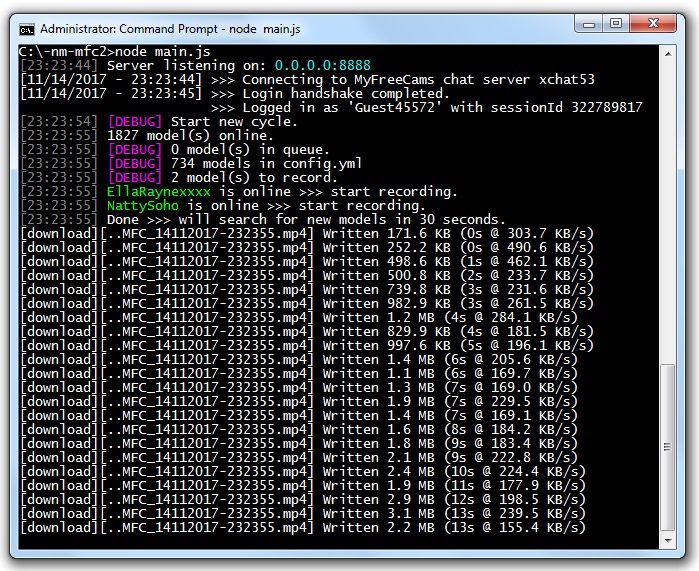 Administrator: Command Prompt - node  main.js
C:\-nm-mfc2>node main.js
[23:23:44] Server listening on: 0.0.0.0:8888
[11/14/2017 - 23:23:44] >>> Connecting to MyFreeCams chat server xchat53
[11/14/2017 - 23:23:45] >>> Login handshake completed.
>>> Logged in as 'Guest45572' with sessionId 322789817
[23:23:54] [DEBUG] Start new cycle.
[23:23:55] 1827 model(s) online.
[23:23:55] [DEBUG] 0 model(s) in queue.
[23:23:55] [DEBUG] 734 models in config.yml
[23:23:55] [DEBUG] 2 model(s) to record.
[23:23:55] EllaRaynexxxx is online >>> start recording.
[23:23:55] NattySoho is online >>> start recording.
[23:23:55] Done >>> will search for new models in 30 seconds.
[download][..MFC_14112017-232355.mp4] Written 171.6 KB (0s @ 303.7 KB/s)
[download][..MFC_14112017-232355.mp4] Written 252.2 KB (0s @ 490.6 KB/s)
[download][..MFC_14112017-232355.mp4] Written 498.6 KB (1s @ 462.1 KB/s)
[download][..MFC_14112017-232355.mp4] Written 500.8 KB (2s @ 233.7 KB/s)
[download][..MFC_14112017-232355.mp4] Written 739.8 KB (3s @ 231.6 KB/s)
[download][..MFC_14112017-232355.mp4] Written 982.9 KB (3s @ 261.5 KB/s)
[download][..MFC_14112017-232355.mp4] Written 1.2 MB (4s @ 284.1 KB/s)
[download][..MFC_14112017-232355.mp4] Written 829.9 KB (4s @ 181.5 KB/s)
[download][..MFC_14112017-232355.mp4] Written 997.6 KB (5s @ 196.1 KB/s)
[download][..MFC_14112017-232355.mp4] Written 1.4 MB (6s @ 205.6 KB/s)
[download][..MFC_14112017-232355.mp4] Written 1.1 MB (6s @ 169.7 KB/s)
[download][..MFC_14112017-232355.mp4] Written 1.3 MB (7s @ 169.0 KB/s)
[download][..MFC_14112017-232355.mp4] Written 1.9 MB (7s @ 229.5 KB/s)
[download][..MFC_14112017-232355.mp4] Written 1.4 MB (7s @ 169.1 KB/s)
[download][..MFC_14112017-232355.mp4] Written 1.6 MB (8s @ 184.2 KB/s)
[download][..MFC_14112017-232355.mp4] Written 1.8 MB (9s @ 183.4 KB/s)
[download][..MFC_14112017-232355.mp4] Written 2.1 MB (9s @ 222.8 KB/s)
[download][..MFC_14112017-232355.mp4] Written 2.4 MB (10s @ 224.4 KB/s)
[download][..MFC_14112017-232355.mp4] Written 1.9 MB (11s @ 177.9 KB/s)
[download][..MFC_14112017-232355.mp4] Written 2.9 MB (12s @ 198.5 KB/s)
[download][..MFC_14112017-232355.mp4] Written 3.1 MB (13s @ 239.5 KB/s)
[download][..MFC_14112017-232355.mp4] Written 2.2 MB (13s @ 155.4 KB/s)